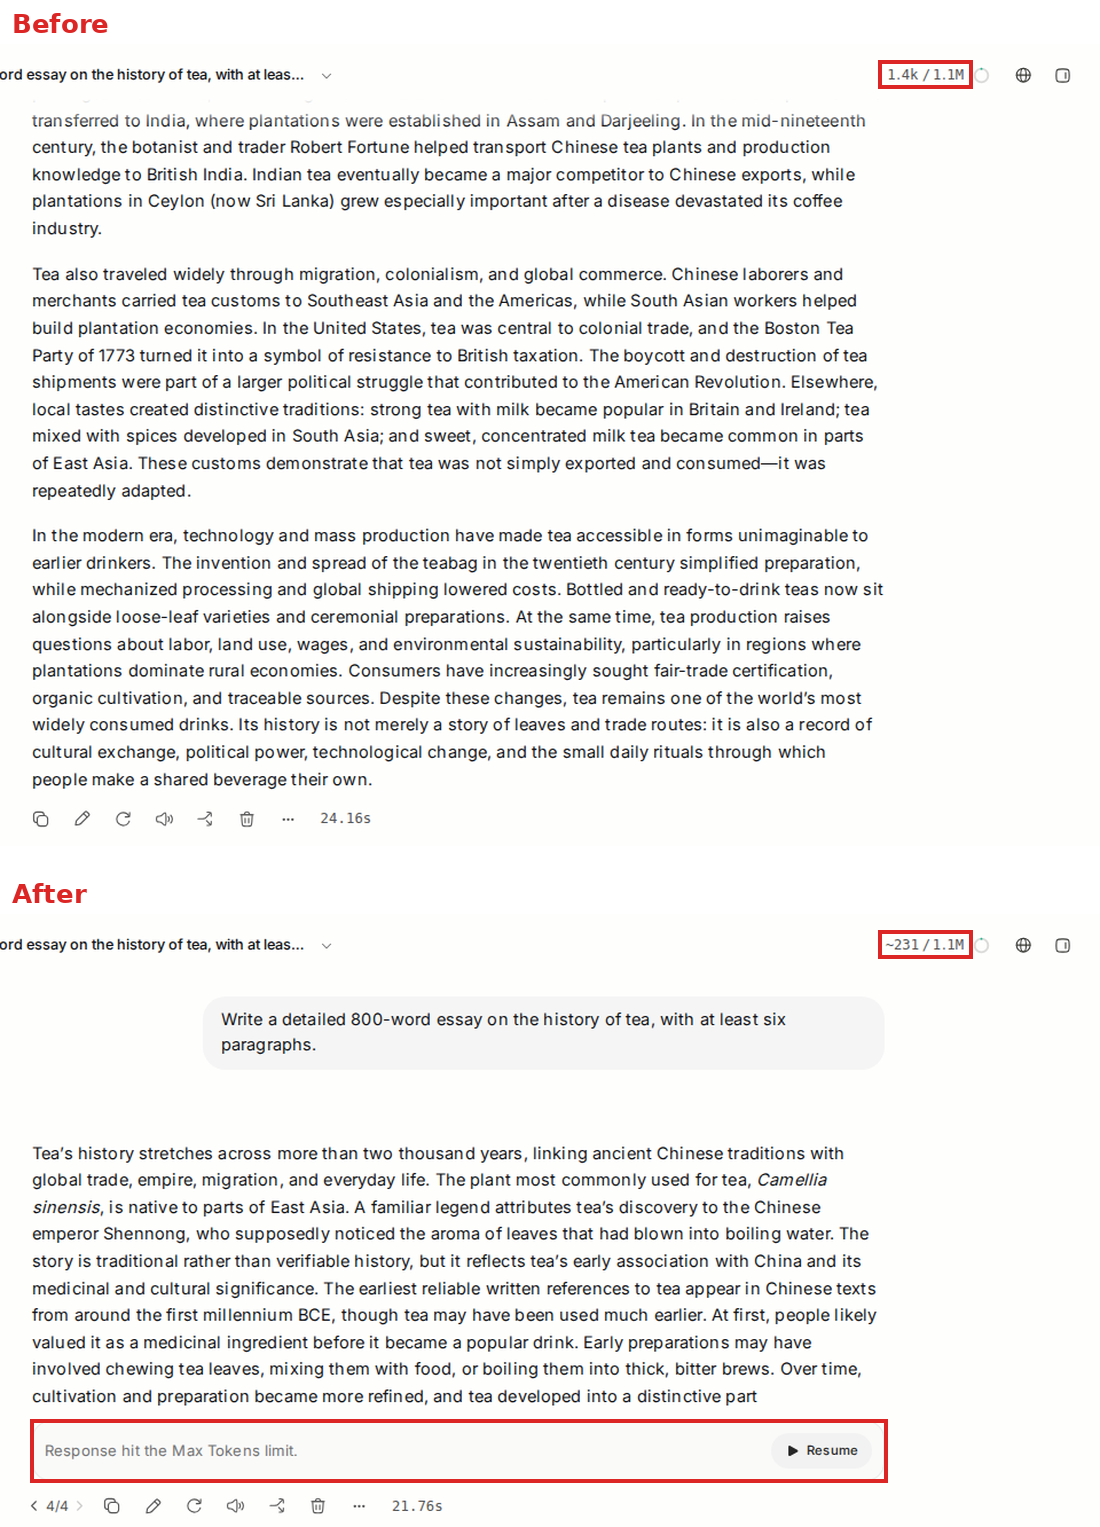 Before
ord essay on the history of tea, with at leas...
1.4k / 1.1M
transferred to India, where plantations were established in Assam and Darjeeling. In the mid-nineteenth
century, the botanist and trader Robert Fortune helped transport Chinese tea plants and production
knowledge to British India. Indian tea eventually became a major competitor to Chinese exports, while
plantations in Ceylon (now Sri Lanka) grew especially important after a disease devastated its coffee
industry.
Tea also traveled widely through migration, colonialism, and global commerce. Chinese laborers and
merchants carried tea customs to Southeast Asia and the Americas, while South Asian workers helped
build plantation economies. In the United States, tea was central to colonial trade, and the Boston Tea
Party of 1773 turned it into a symbol of resistance to British taxation. The boycott and destruction of tea
shipments were part of a larger political struggle that contributed to the American Revolution. Elsewhere,
local tastes created distinctive traditions: strong tea with milk became popular in Britain and Ireland; tea
mixed with spices developed in South Asia; and sweet, concentrated milk tea became common in parts
of East Asia. These customs demonstrate that tea was not simply exported and consumed—it was
repeatedly adapted.
In the modern era, technology and mass production have made tea accessible in forms unimaginable to
earlier drinkers. The invention and spread of the teabag in the twentieth century simplified preparation,
while mechanized processing and global shipping lowered costs. Bottled and ready-to-drink teas now sit
alongside loose-leaf varieties and ceremonial preparations. At the same time, tea production raises
questions about labor, land use, wages, and environmental sustainability, particularly in regions where
plantations dominate rural economies. Consumers have increasingly sought fair-trade certification,
organic cultivation, and traceable sources. Despite these changes, tea remains one of the world’s most
widely consumed drinks. Its history is not merely a story of leaves and trade routes: it is also a record of
cultural exchange, political power, technological change, and the small daily rituals through which
people make a shared beverage their own.
24.16s
After
ord essay on the history of tea, with at leas...
~231 / 1.1M
Write a detailed 800-word essay on the history of tea, with at least six
paragraphs.
Tea’s history stretches across more than two thousand years, linking ancient Chinese traditions with
global trade, empire, migration, and everyday life. The plant most commonly used for tea, Camellia
sinensis, is native to parts of East Asia. A familiar legend attributes tea’s discovery to the Chinese
emperor Shennong, who supposedly noticed the aroma of leaves that had blown into boiling water. The
story is traditional rather than verifiable history, but it reflects tea’s early association with China and its
medicinal and cultural significance. The earliest reliable written references to tea appear in Chinese texts
from around the first millennium BCE, though tea may have been used much earlier. At first, people likely
valued it as a medicinal ingredient before it became a popular drink. Early preparations may have
involved chewing tea leaves, mixing them with food, or boiling them into thick, bitter brews. Over time,
cultivation and preparation became more refined, and tea developed into a distinctive part
Response hit the Max Tokens limit.
Resume
4/4
21.76s